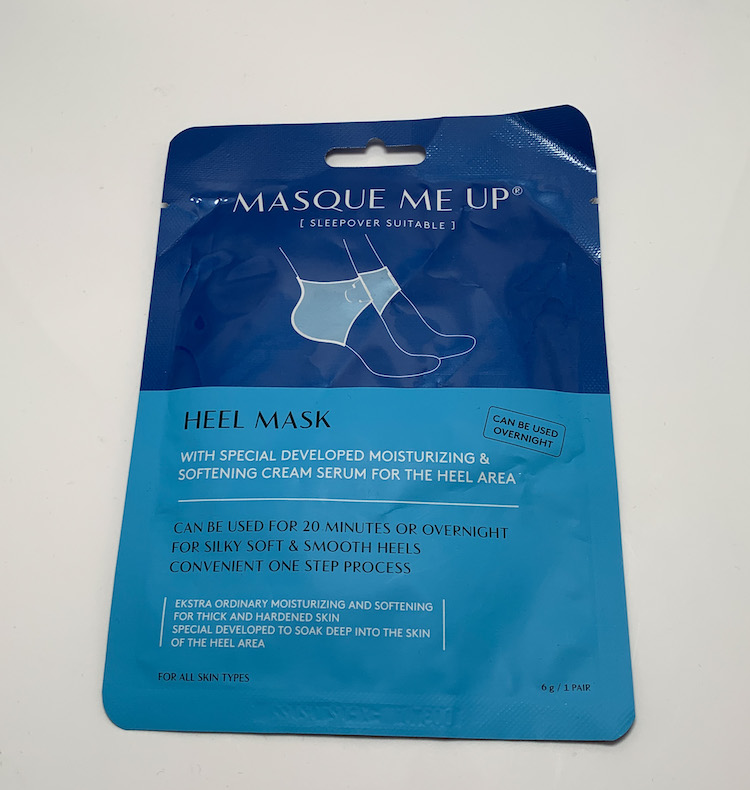 MASQUE ME UP®
[ SLEEPOVER SUITABLE ]
HEEL MASK
CAN BE USED
OVERNIGHT
WITH SPECIAL DEVELOPED MOISTURIZING &
SOFTENING CREAM SERUM FOR THE HEEL AREA
CAN BE USED FOR 20 MINUTES OR OVERNIGHT
FOR SILKY SOFT & SMOOTH HEELS
CONVENIENT ONE STEP PROCESS
EKSTRA ORDINARY MOISTURIZING AND SOFTENING
FOR THICK AND HARDENED SKIN
SPECIAL DEVELOPED TO SOAK DEEP INTO THE SKIN
OF THE HEEL AREA
FOR ALL SKIN TYPES
6 g / 1 PAIR